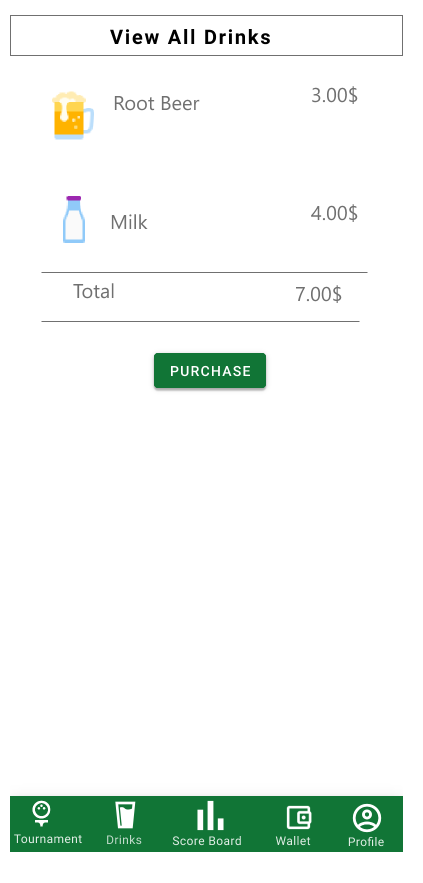 View All Drinks
Root Beer 3.00$
Milk 4.00$
Total 7.00$
PURCHASE
Tournament Drinks Score Board Wallet Profile